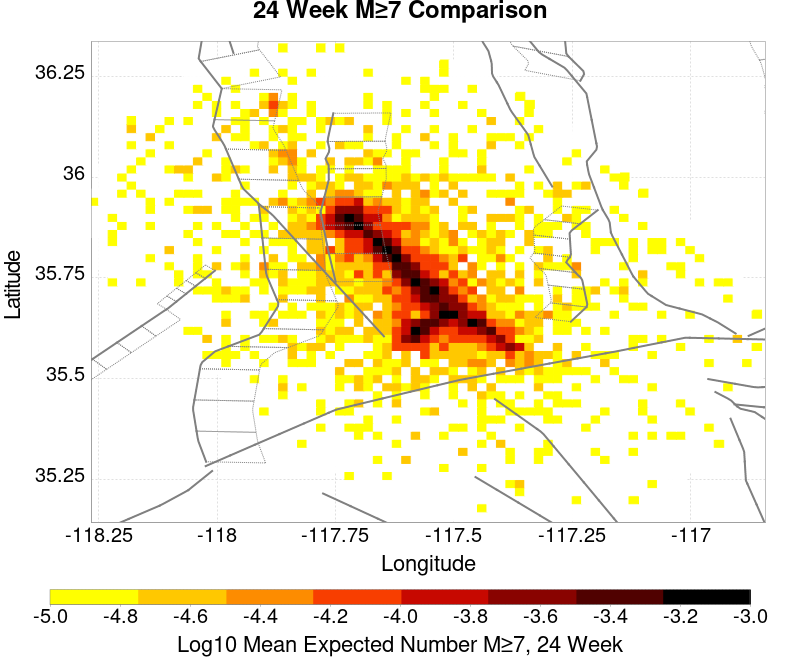 24 Week M≥7 Comparison
36.25
36
35.75
35.5
35.25
Latitude
-118.25 -118 -117.75 -117.5 -117.25 -117
Longitude
-5.0 -4.8 -4.6 -4.4 -4.2 -4.0 -3.8 -3.6 -3.4 -3.2 -3.0
Log10 Mean Expected Number M≥7, 24 Week